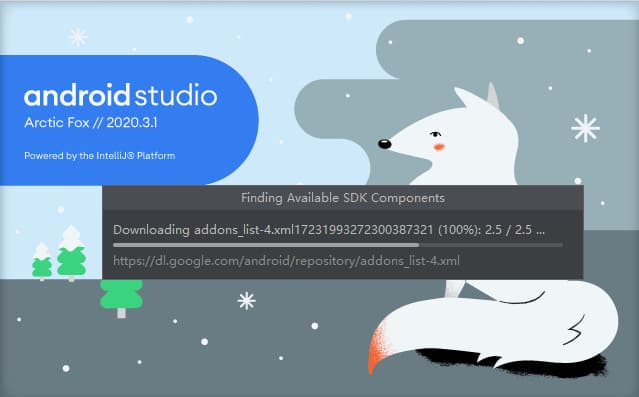 android studio
Arctic Fox // 2020.3.1
Powered by the IntelliJ® Platform
Finding Available SDK Components
Downloading addons_list-4.xml17231993272300387321 (100%): 2.5 / 2.5 ...
https://dl.google.com/android/repository/addons_list-4.xml